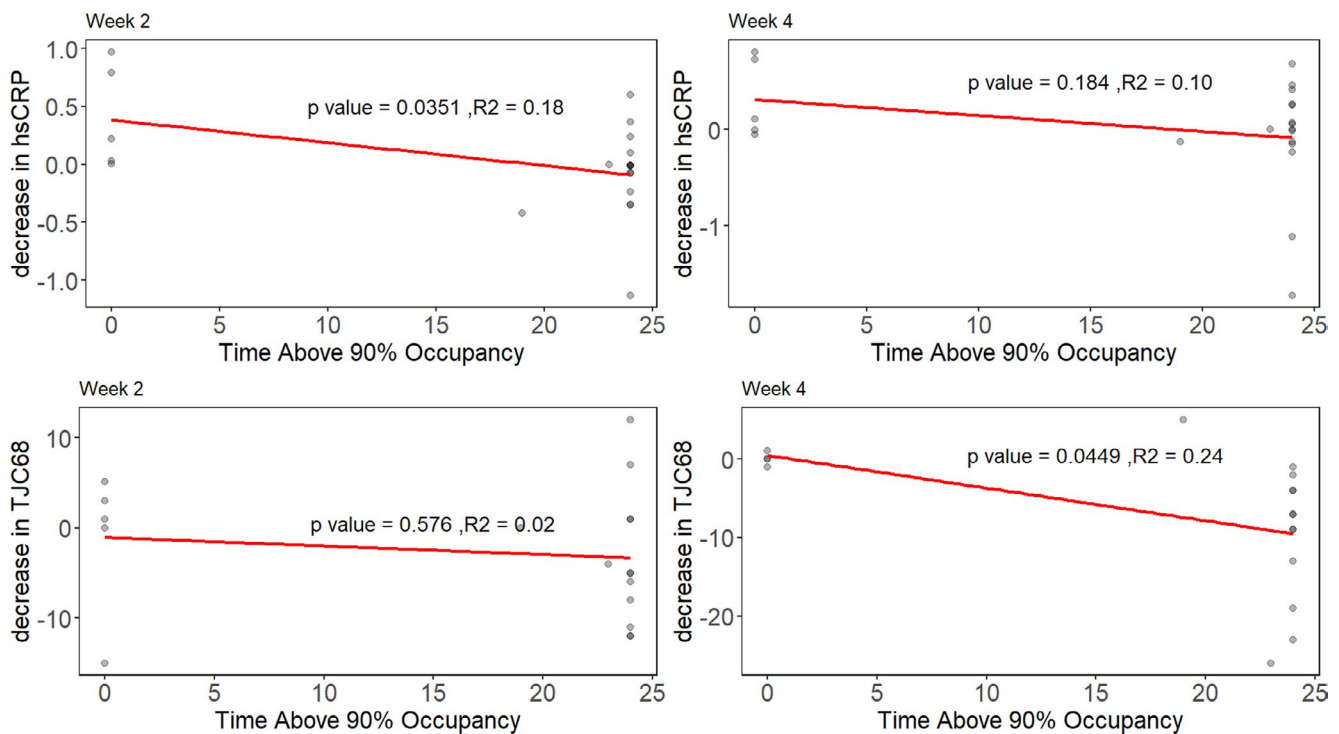 Week 2
1.0
0.5
0.0
-0.5
-1.0
decrease in hsCRP
p value = 0.0351 ,R2 = 0.18
0 5 10 15 20 25
Time Above 90% Occupancy
Week 4
0
-1
decrease in hsCRP
p value = 0.184 ,R2 = 0.10
0 5 10 15 20 25
Time Above 90% Occupancy
Week 2
10
0
-10
decrease in TJC68
p value = 0.576 ,R2 = 0.02
0 5 10 15 20 25
Time Above 90% Occupancy
Week 4
0
-10
-20
decrease in TJC68
p value = 0.0449 ,R2 = 0.24
0 5 10 15 20 25
Time Above 90% Occupancy